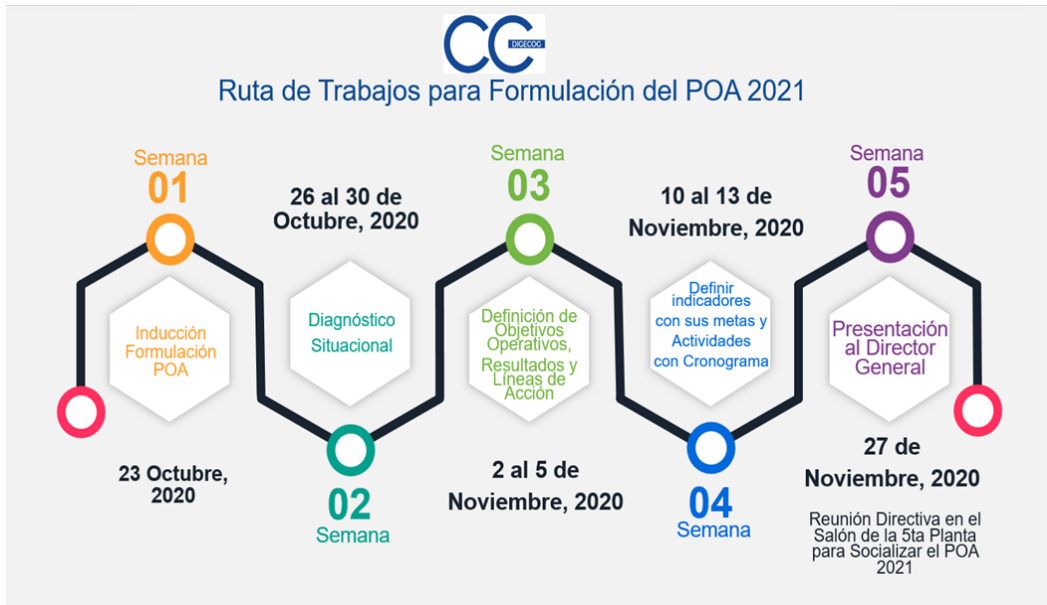 CC
DIGECOG
Ruta de Trabajos para Formulación del POA 2021
Semana
01
Inducción
Formulación
POA
23 Octubre,
2020
26 al 30 de
Octubre, 2020
Diagnóstico
Situacional
02
Semana
Semana
03
Definición de
Objetivos
Operativos,
Resultados y
Líneas de
Acción
2 al 5 de
Noviembre, 2020
10 al 13 de
Noviembre, 2020
Definir
indicadores
con sus metas y
Actividades
con Cronograma
04
Semana
Semana
05
Presentación
al Director
General
27 de
Noviembre, 2020
Reunión Directiva en el
Salón de la 5ta Planta
para Socializar el POA
2021